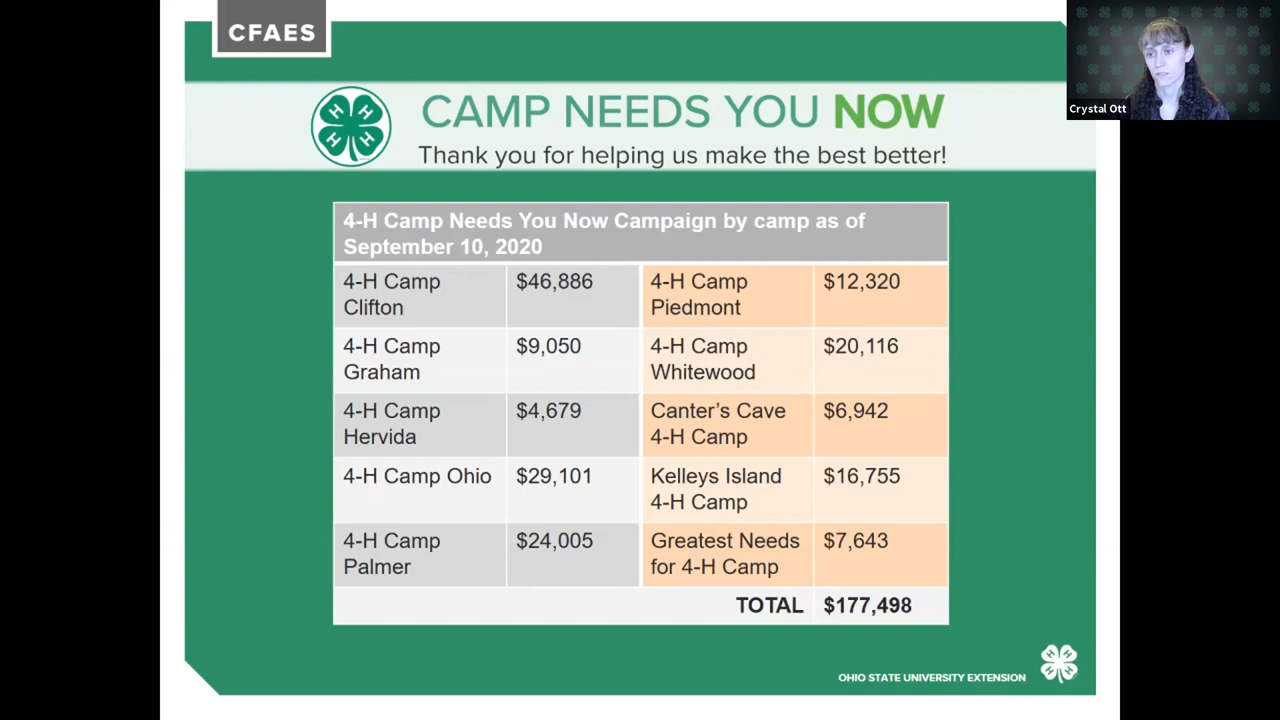 CFAES
CAMP NEEDS YOU NOW
Thank you for helping us make the best better!
4-H Camp Needs You Now Campaign by camp as of
September 10, 2020
4-H Camp
Clifton
$46,886
4-H Camp
Piedmont
$12,320
4-H Camp
Graham
$9,050
4-H Camp
Whitewood
$20,116
4-H Camp
Hervida
$4,679
Canter's Cave
4-H Camp
$6,942
4-H Camp Ohio
$29,101
Kelleys Island
4-H Camp
$16,755
4-H Camp
Palmer
$24,005
Greatest Needs
for 4-H Camp
$7,643
TOTAL $177,498
OHIO STATE UNIVERSITY EXTENSION
Crystal Ott
H H H H
H H H H